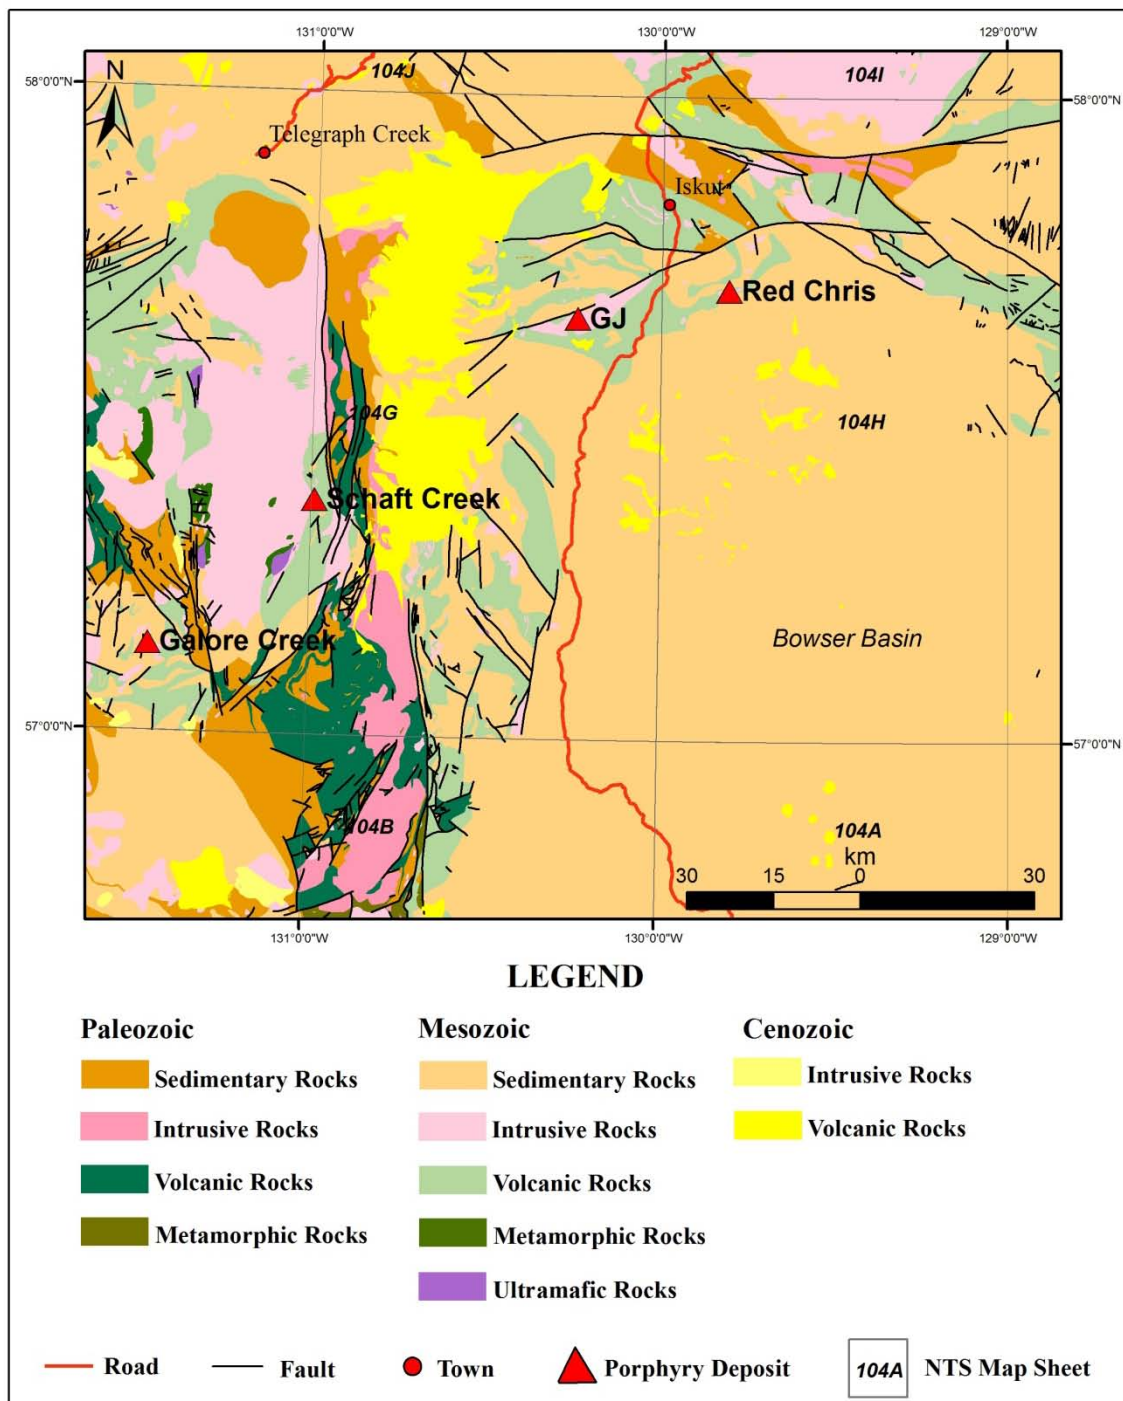 131°0'0"W 130°0'0"W 129°0'0"W
104J
104I
58°0'0"N
N
58°0'0"N
Telegraph Creek
Iskut
Red Chris
GJ
104G
104H
Schaft Creek
Galore Creek
Bowser Basin
57°0'0"N
57°0'0"N
104B
104A
km
30 15 0 30
131°0'0"W 130°0'0"W 129°0'0"W
LEGEND
Paleozoic
Sedimentary Rocks
Intrusive Rocks
Volcanic Rocks
Metamorphic Rocks
Mesozoic
Sedimentary Rocks
Intrusive Rocks
Volcanic Rocks
Metamorphic Rocks
Ultramafic Rocks
Cenozoic
Intrusive Rocks
Volcanic Rocks
Road
Fault
Town
Porphyry Deposit
104A
NTS Map Sheet